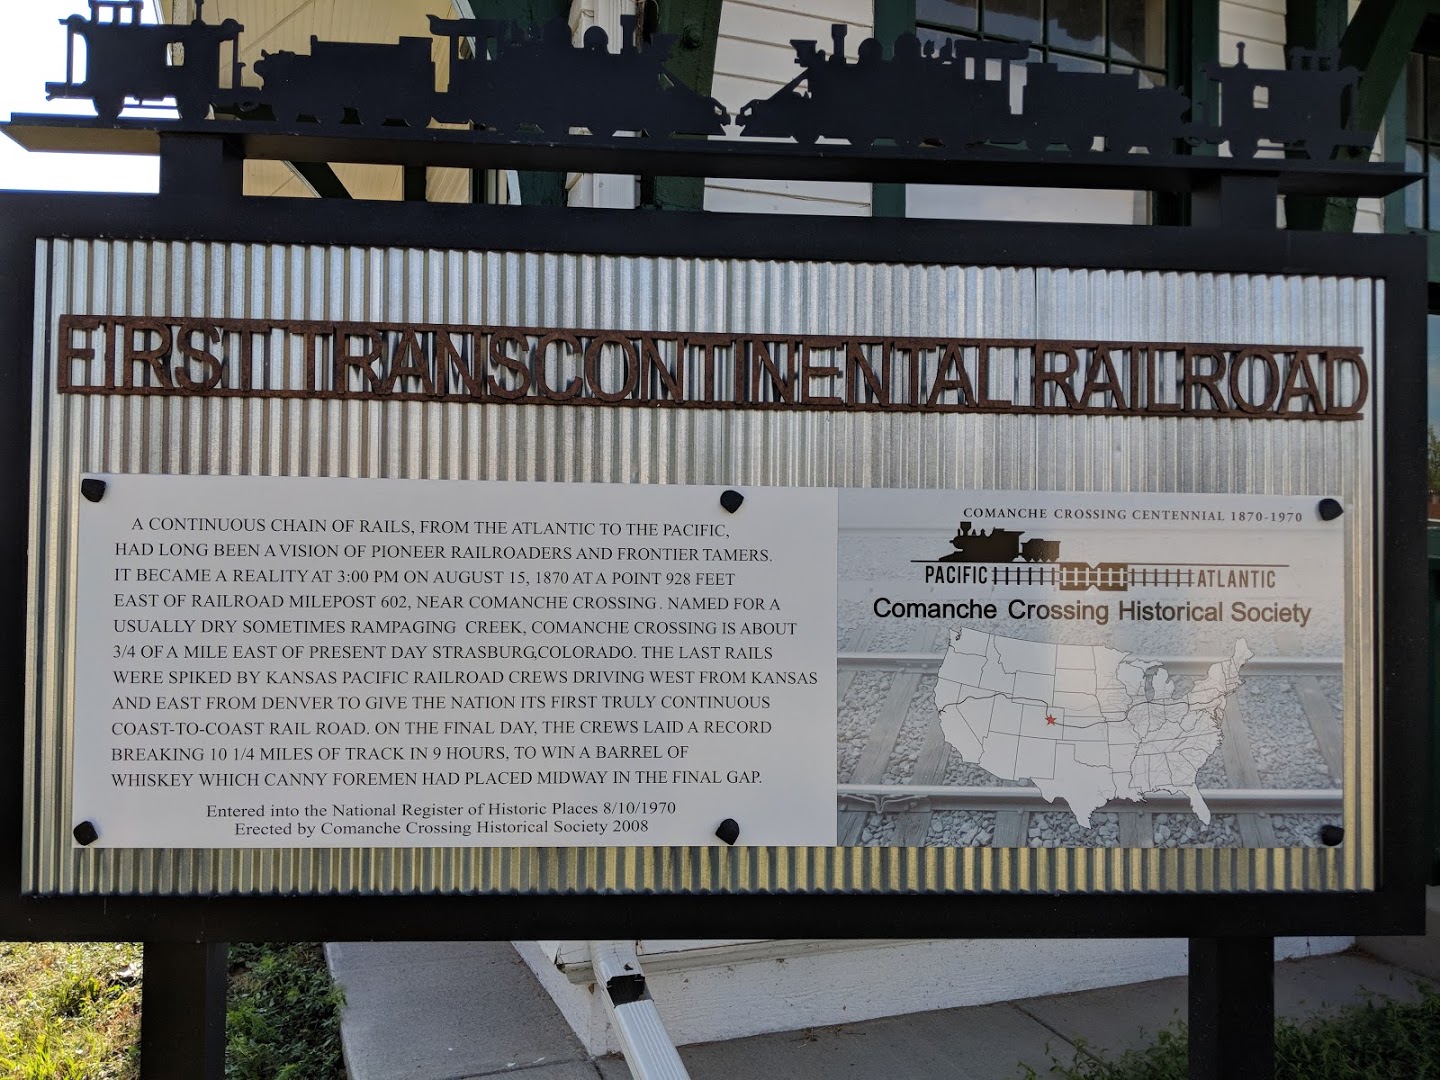 FIRST TRANSCONTINENTAL RAILROAD
A CONTINUOUS CHAIN OF RAILS, FROM THE ATLANTIC TO THE PACIFIC,
HAD LONG BEEN A VISION OF PIONEER RAILROADERS AND FRONTIER TAMERS.
IT BECAME A REALITY AT 3:00 PM ON AUGUST 15, 1870 AT A POINT 928 FEET
EAST OF RAILROAD MILEPOST 602, NEAR COMANCHE CROSSING. NAMED FOR A
USUALLY DRY SOMETIMES RAMPAGING CREEK, COMANCHE CROSSING IS ABOUT
3/4 OF A MILE EAST OF PRESENT DAY STRASBURG,COLORADO. THE LAST RAILS
WERE SPIKED BY KANSAS PACIFIC RAILROAD CREWS DRIVING WEST FROM KANSAS
AND EAST FROM DENVER TO GIVE THE NATION ITS FIRST TRULY CONTINUOUS
COAST-TO-COAST RAIL ROAD. ON THE FINAL DAY, THE CREWS LAID A RECORD
BREAKING 10 1/4 MILES OF TRACK IN 9 HOURS, TO WIN A BARREL OF
WHISKEY WHICH CANNY FOREMEN HAD PLACED MIDWAY IN THE FINAL GAP.
Entered into the National Register of Historic Places 8/10/1970
Erected by Comanche Crossing Historical Society 2008
COMANCHE CROSSING CENTENNIAL 1870-1970
PACIFIC ATLANTIC
Comanche Crossing Historical Society